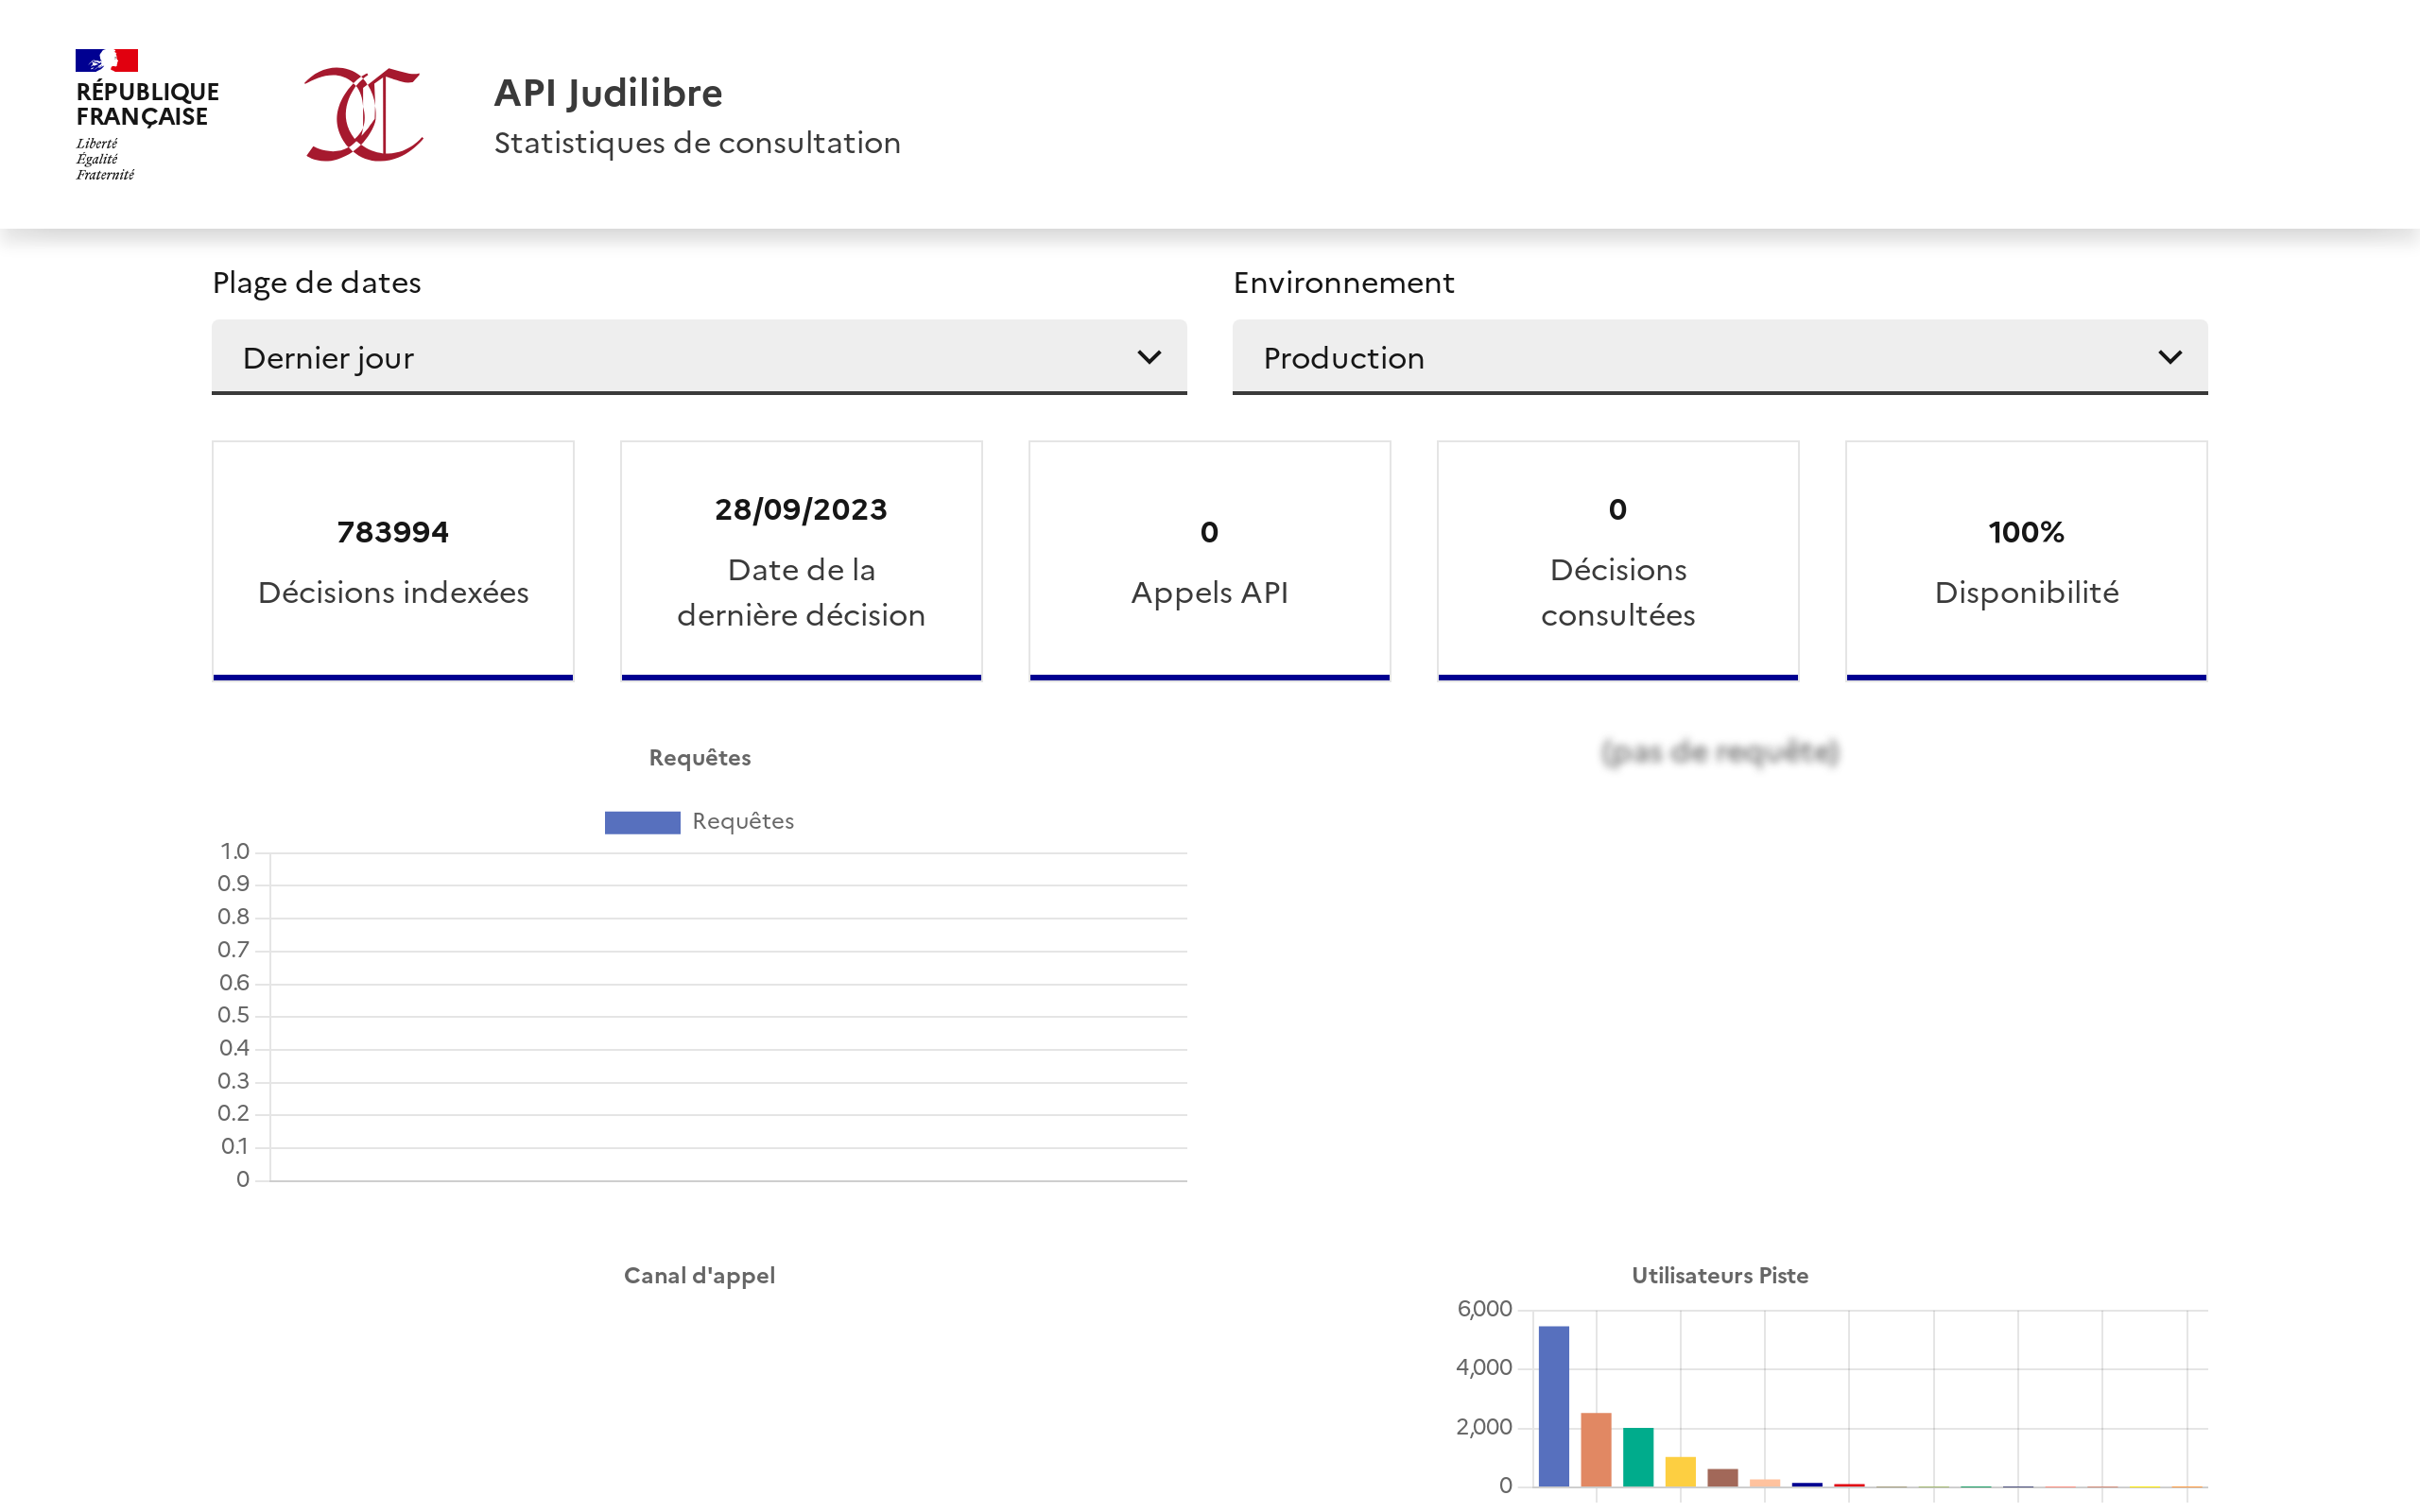 RÉPUBLIQUE
FRANÇAISE
Liberté
Égalité
Fraternité
API Judilibre
Statistiques de consultation
Plage de dates
Dernier jour
Environnement
Production
783994
Décisions indexées
28/09/2023
Date de la
dernière décision
0
Appels API
0
Décisions
consultées
100%
Disponibilité
Requêtes
Requêtes
1.0
0.9
0.8
0.7
0.6
0.5
0.4
0.3
0.2
0.1
0
(pas de requête)
Canal d'appel
Utilisateurs Piste
6,000
4,000
2,000
0